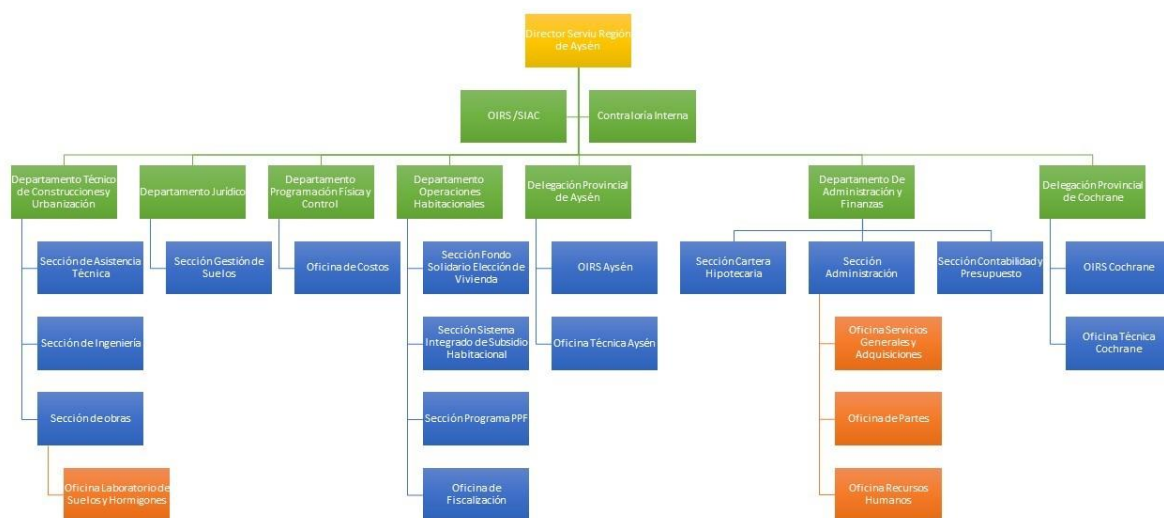 Director Serviu Región
de Aysén
OIRS /SIAC
Contraloría Interna
Departamento Técnico
de Construcciones y
Urbanización
Departamento Jurídico
Departamento
Programación Física y
Control
Departamento
Operaciones
Habitacionales
Delegación Provincial
de Aysén
Departamento De
Administración y
Finanzas
Delegación Provincial
de Cochrane
Sección de Asistencia
Técnica
Sección Gestión de
Suelos
Oficina de Costos
Sección Fondo
Solidario Elección de
Vivienda
OIRS Aysén
Sección Cartera
Hipotecaria
Sección
Administración
Sección Contabilidad y
Presupuesto
OIRS Cochrane
Sección de Ingeniería
Sección Sistema
Integrado de Subsidio
Habitacional
Oficina Técnica Aysén
Oficina Servicios
Generales y
Adquisiciones
Oficina Técnica
Cochrane
Sección de obras
Sección Programa PPF
Oficina de Partes
Oficina Laboratorio de
Suelos y Hormigones
Oficina de
Fiscalización
Oficina Recursos
Humanos